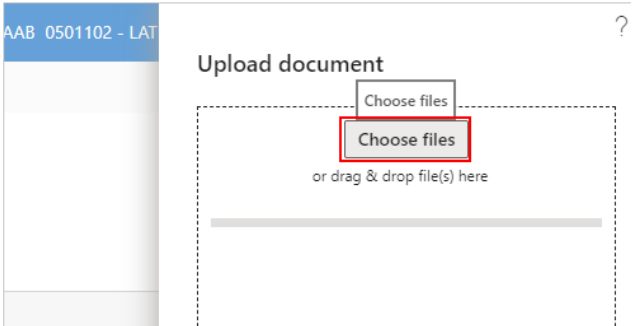 AAB 0501102 - LAT
?
Upload document
Choose files
Choose files
or drag & drop file(s) here